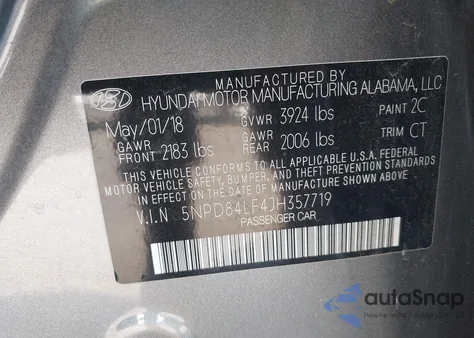 MANUFACTURED BY
HYUNDAI MOTOR MANUFACTURING ALABAMA, LLC
May/01/18 GVWR 3924 lbs PAINT 2C
GAWR FRONT 2183 lbs GAWR REAR 2006 lbs TRIM CT
THIS VEHICLE CONFORMS TO ALL APPLICABLE U.S.A FEDERAL
MOTOR VEHICLE SAFETY, BUMPER, AND THEFT PREVENTION
STANDARDS IN EFFECT ON THE DATE OF MANUFACTURE SHOWN ABOVE.
V.I.N 5NPD84LF4JH357719
PASSENGER CAR
autoSnap